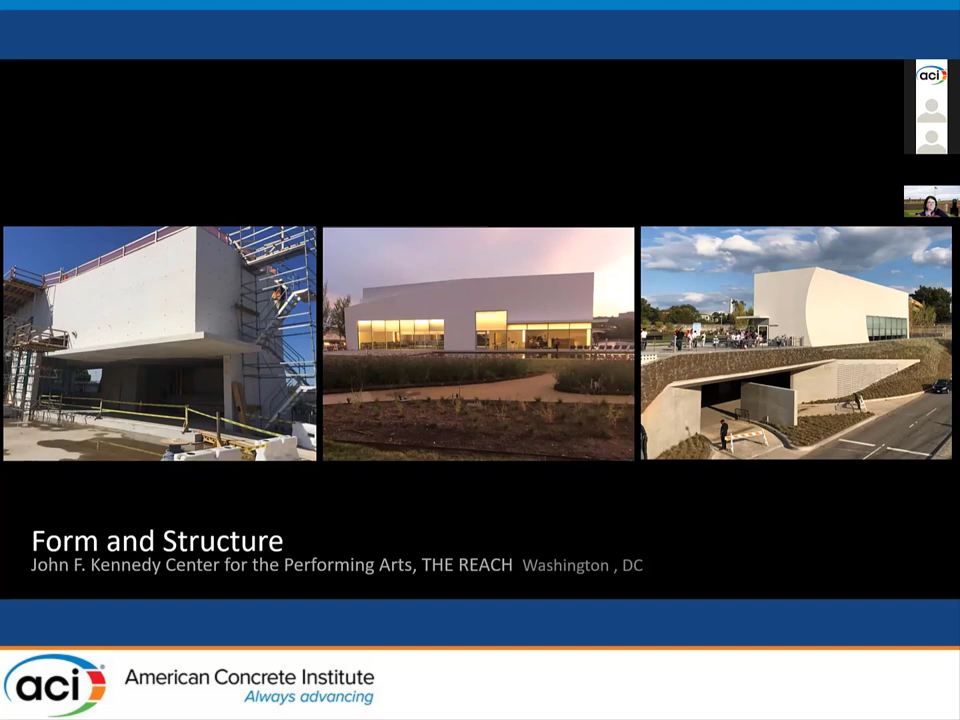 aci
Form and Structure
John F. Kennedy Center for the Performing Arts, THE REACH Washington , DC
aci
American Concrete Institute
Always advancing